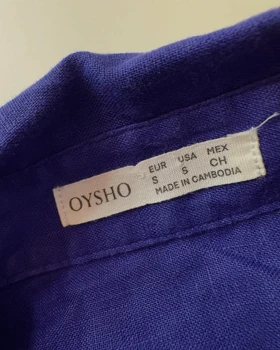 OYSHO
EUR USA MEX
S S CH
MADE IN CAMBODIA